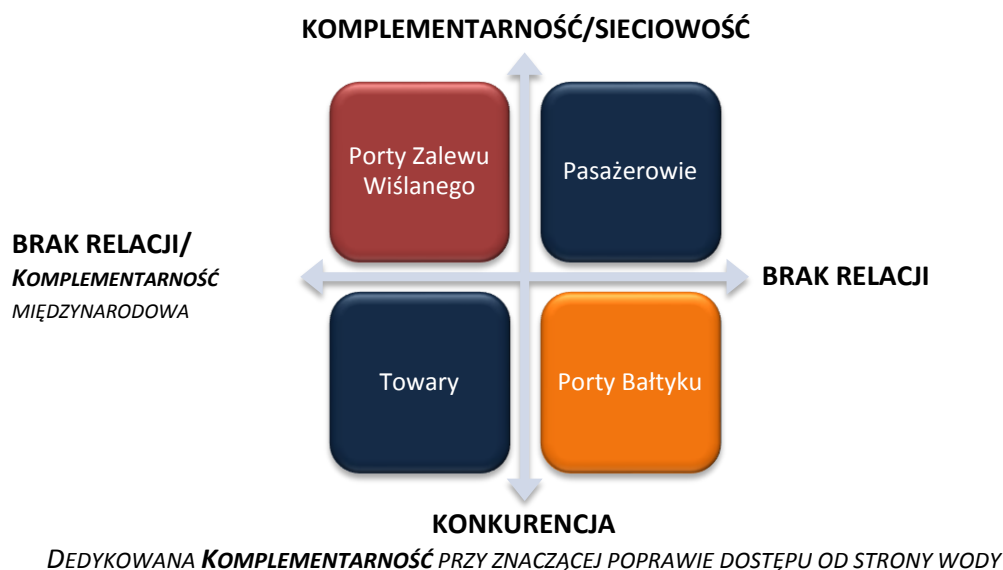 KOMPLEMENTARNOŚĆ/SIECIOWOŚĆ
Porty Zalewu
Wiślanego
Pasażerowie
BRAK RELACJI/
KOMPLEMENTARNOŚĆ
MIĘDZYNARODOWA
BRAK RELACJI
Towary
Porty Bałtyku
KONKURENCJA
DEDYKOWANA KOMPLEMENTARNOŚĆ PRZY ZNACZĄCEJ POPRAWIE DOSTĘPU OD STRONY WODY